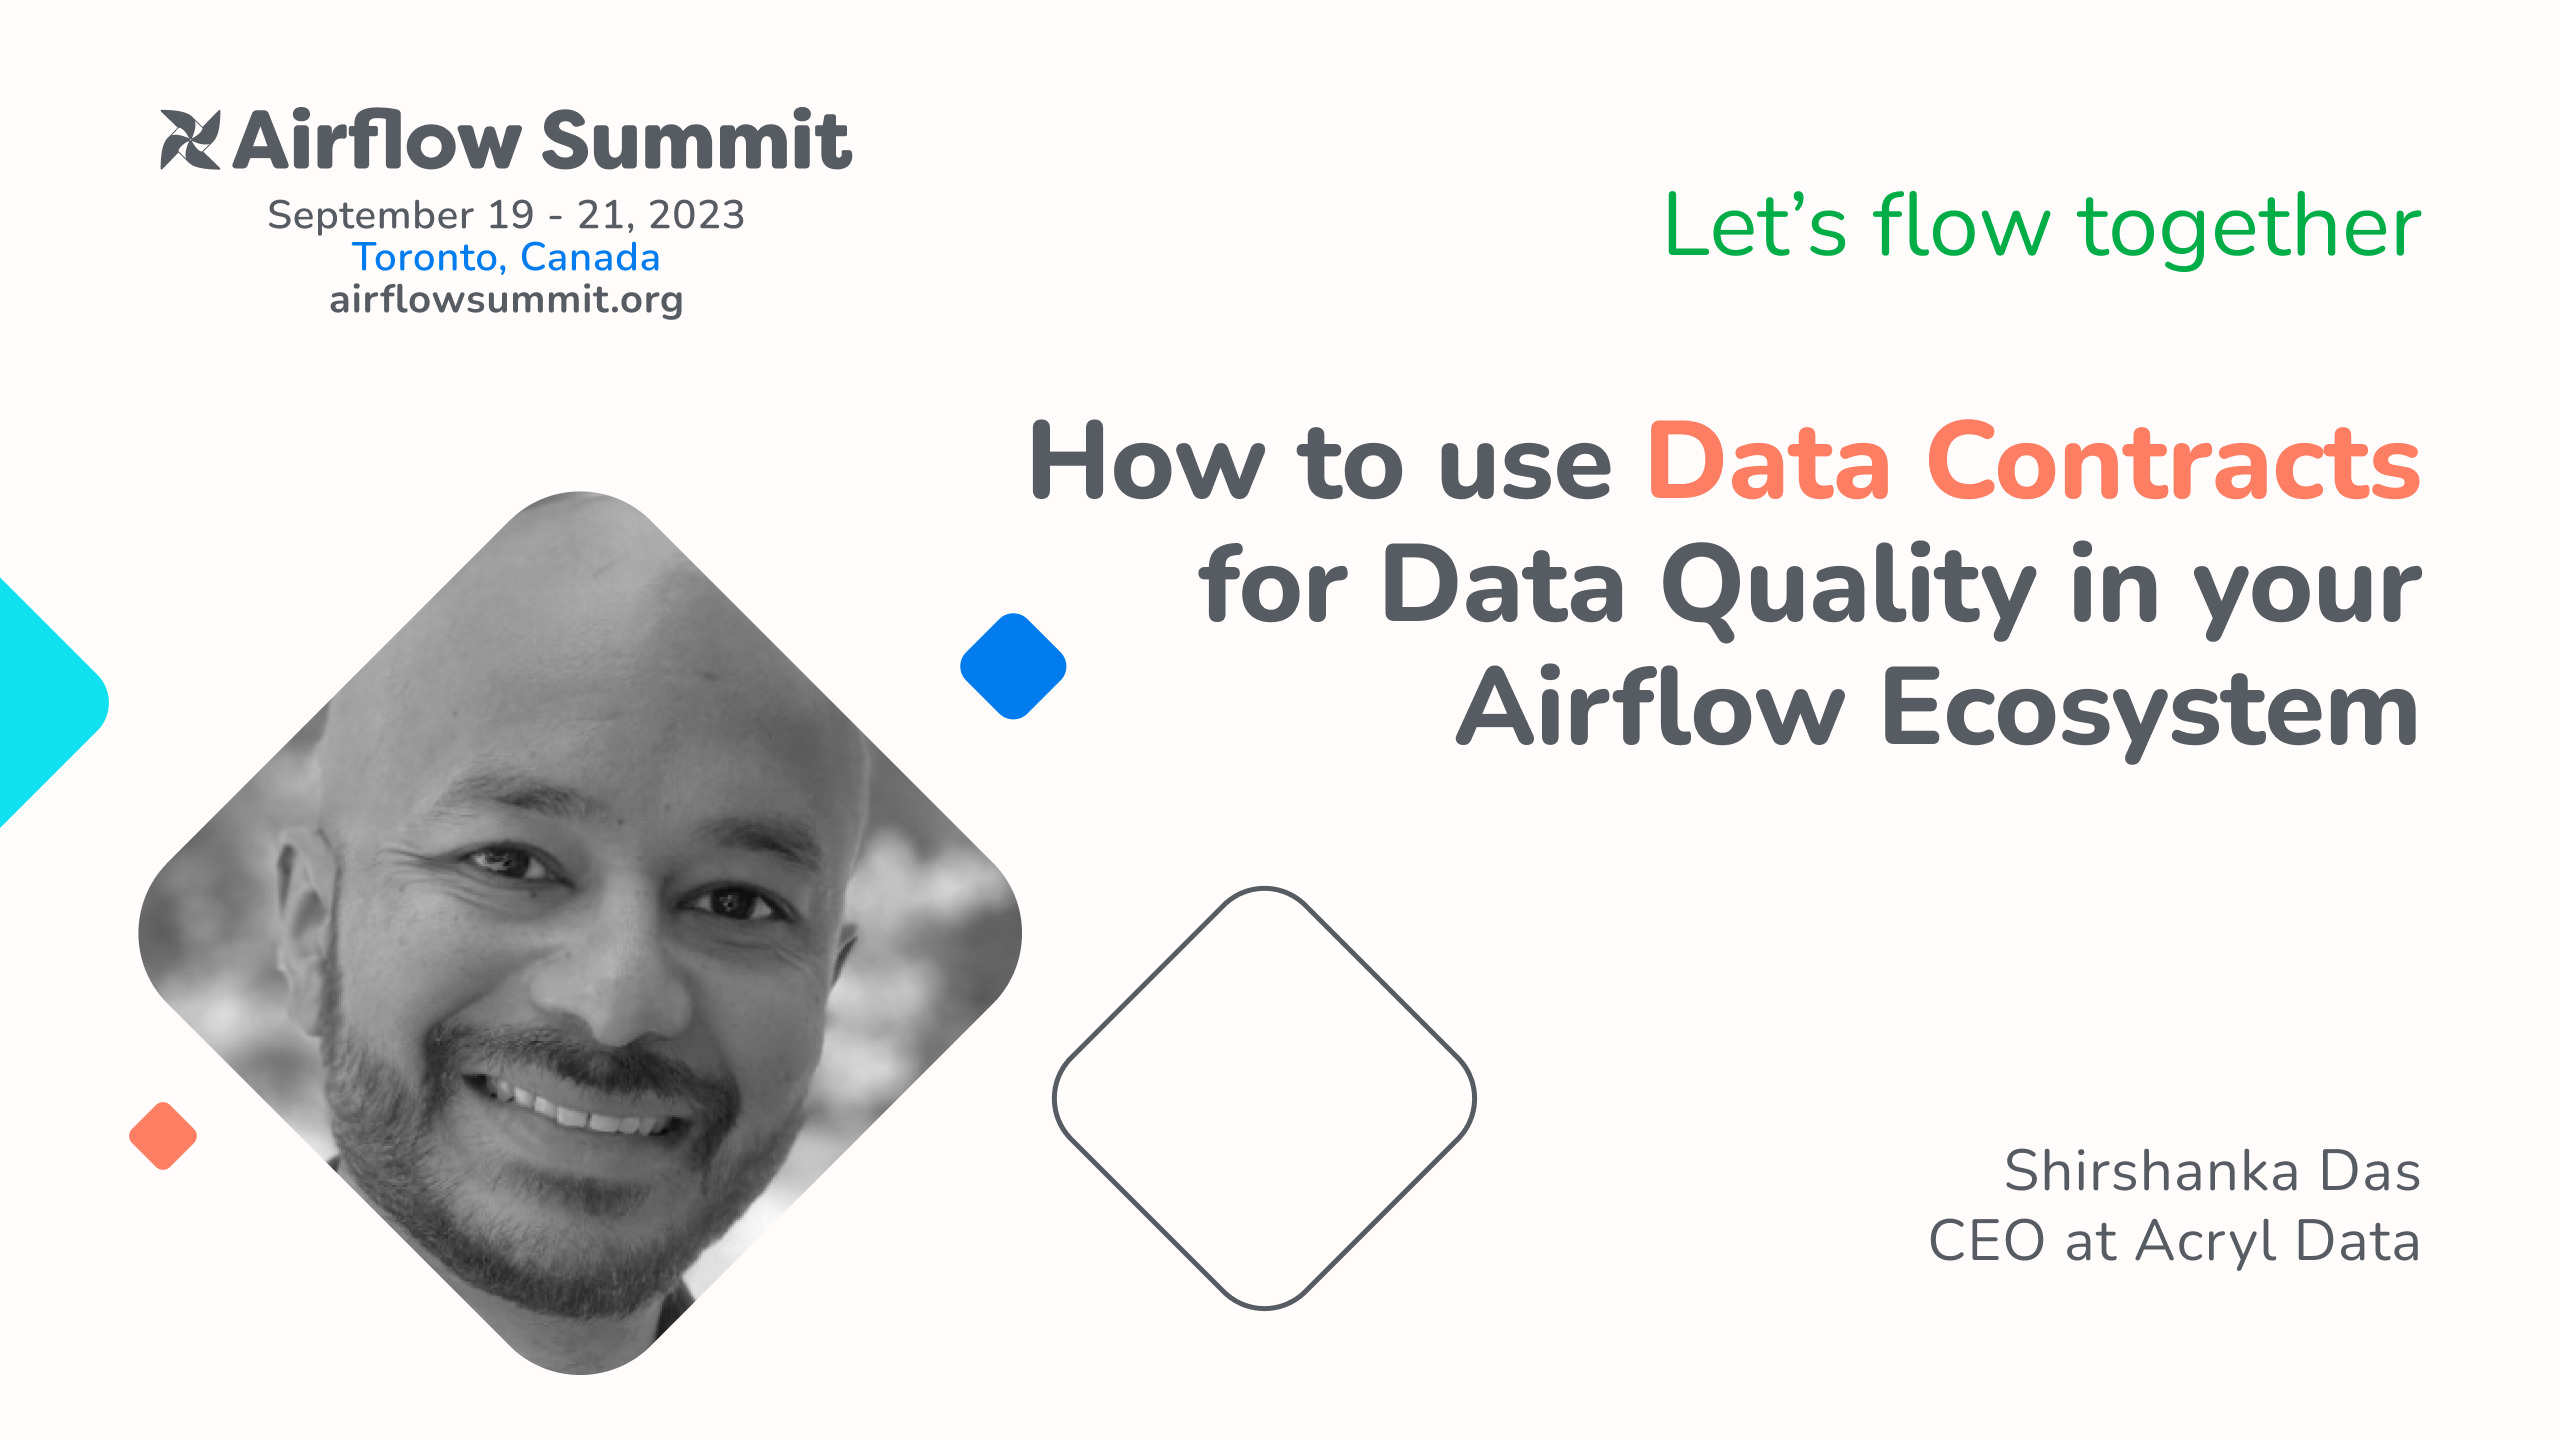 Airflow Summit
September 19 - 21, 2023
Toronto, Canada
airflowsummit.org
Let’s flow together
How to use Data Contracts
for Data Quality in your
Airflow Ecosystem
Shirshanka Das
CEO at Acryl Data